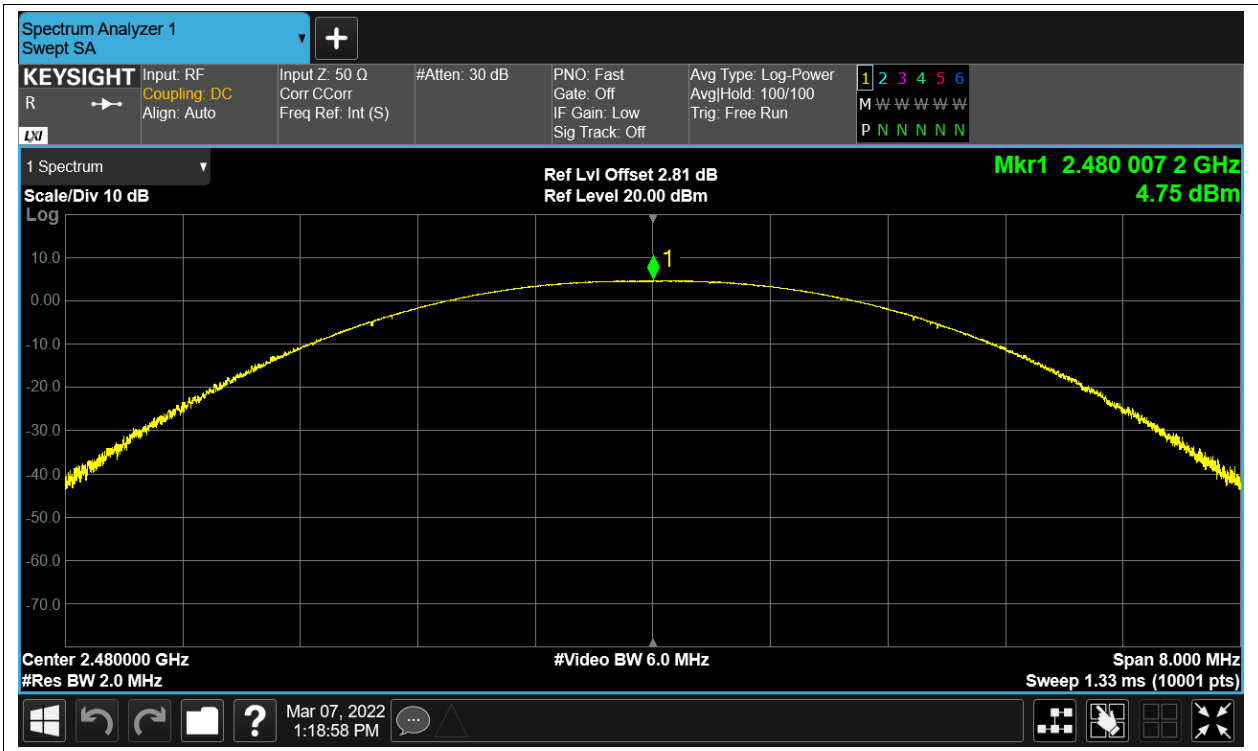 Spectrum Analyzer 1
Swept SA
+
KEYSIGHT
R
LXI
Input: RF
Coupling: DC
Align: Auto
Input Z: 50 Ω
Corr CCorr
Freq Ref: Int (S)
#Atten: 30 dB
PNO: Fast
Gate: Off
IF Gain: Low
Sig Track: Off
Avg Type: Log-Power
Avg|Hold: 100/100
Trig: Free Run
1 2 3 4 5 6
M W W W W W
P N N N N N
1 Spectrum
Scale/Div 10 dB
Ref Lvl Offset 2.81 dB
Ref Level 20.00 dBm
Mkr1 2.480 007 2 GHz
4.75 dBm
Log
10.0
0.00
-10.0
-20.0
-30.0
-40.0
-50.0
-60.0
-70.0
1
Center 2.480000 GHz
#Res BW 2.0 MHz
#Video BW 6.0 MHz
Span 8.000 MHz
Sweep 1.33 ms (10001 pts)
?
Mar 07, 2022
1:18:58 PM